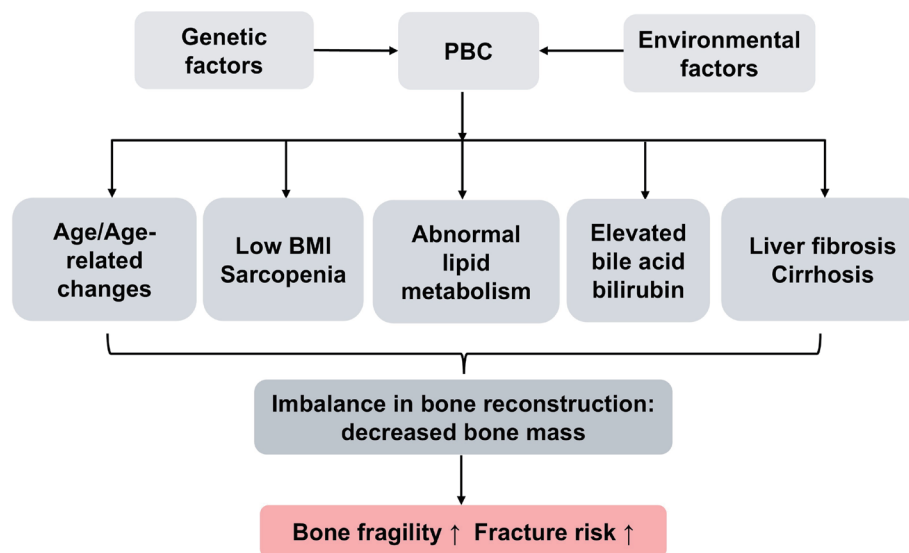 Genetic
factors
PBC
Environmental
factors
Age/Age-
related
changes
Low BMI
Sarcopenia
Abnormal
lipid
metabolism
Elevated
bile acid
bilirubin
Liver fibrosis
Cirrhosis
Imbalance in bone reconstruction:
decreased bone mass
Bone fragility ↑ Fracture risk ↑